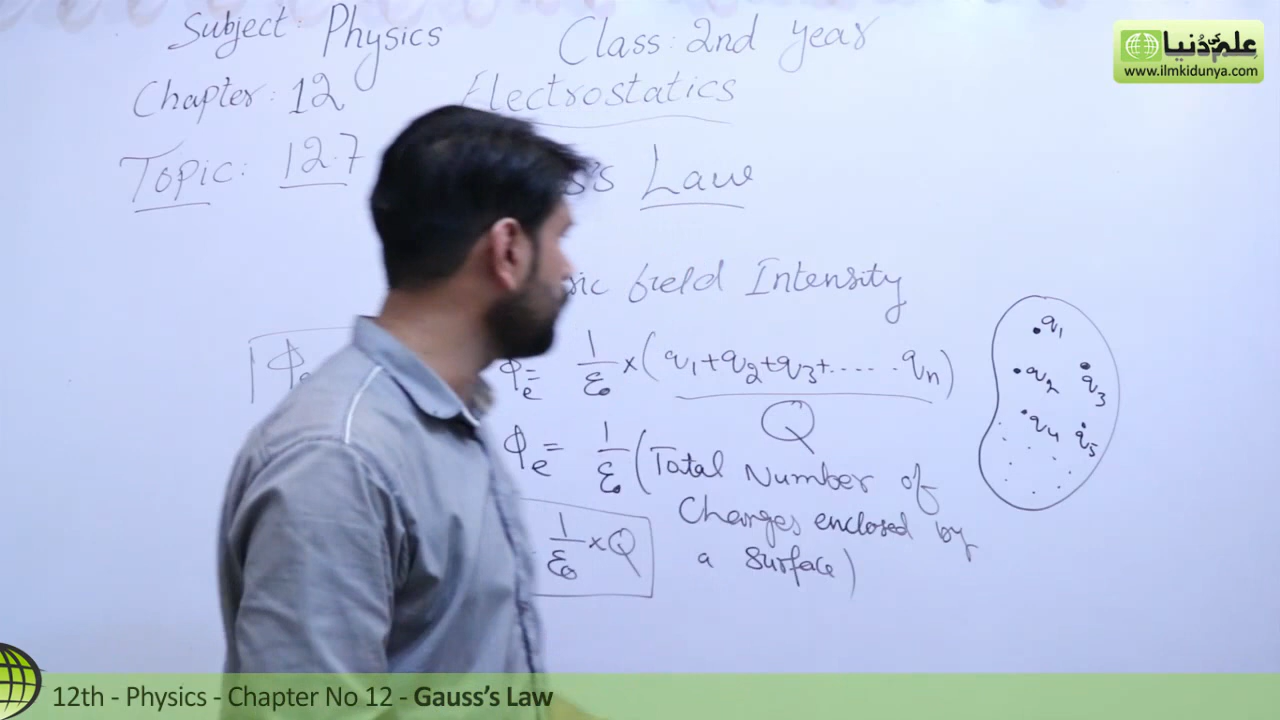 Subject: Physics Class: 2nd year
علم کی دُنیا
www.ilmkidunya.com
Chapter: 12 Electrostatics
Topic: 12.7 Law
field Intensity
ϕe = 1/ε₀ × (q1+q2+q3+......qn)
Q
ϕe = 1/ε₀ (Total Number of
Charges enclosed by
a surface)
1/ε₀ × Q
q1
q2 q3
q4 q5
12th - Physics - Chapter No 12 - Gauss's Law